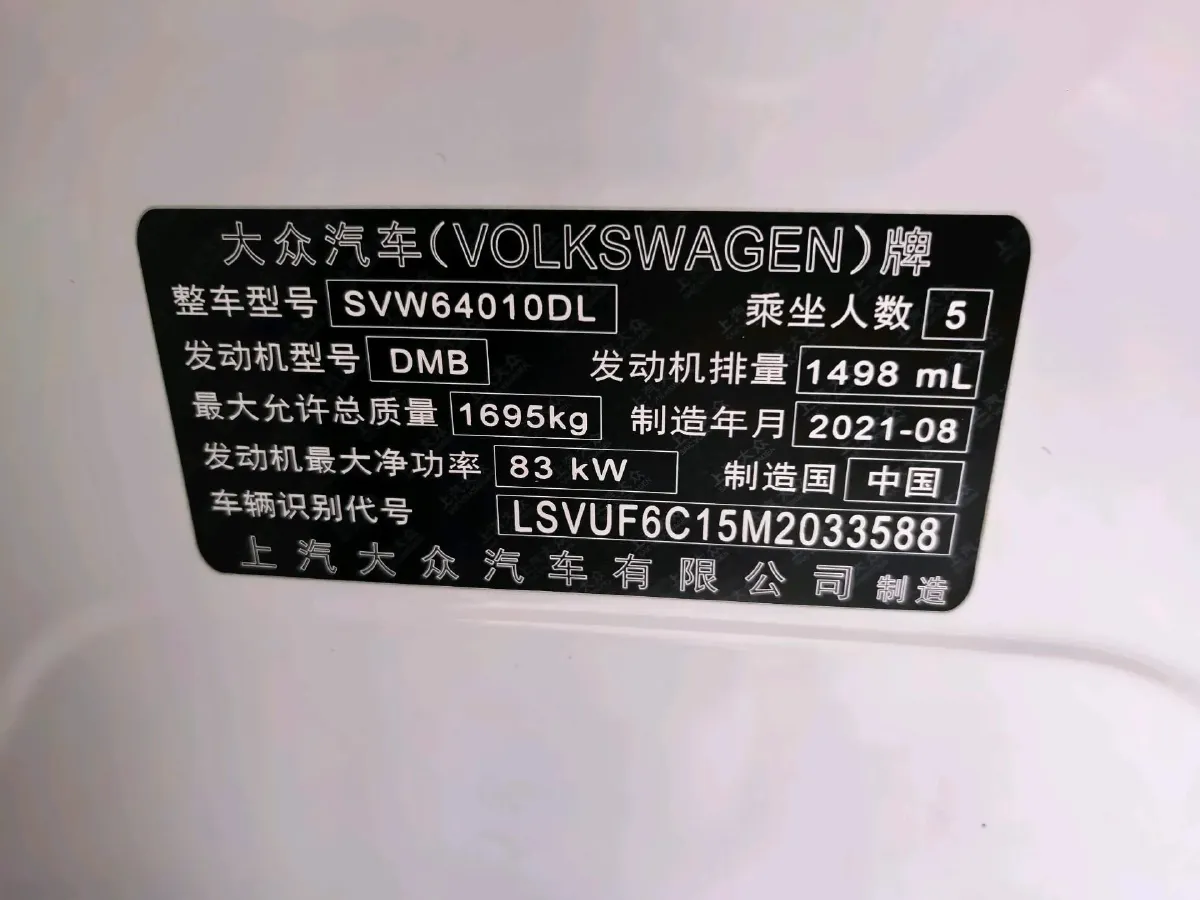 大众汽车(VOLKSWAGEN)牌
整车型号 SVW64010DL 乘坐人数 5
发动机型号 DMB 发动机排量 1498 mL
最大允许总质量 1695kg 制造年月 2021-08
发动机最大净功率 83 kW 制造国 中国
车辆识别代号 LSVUF6C15M2033588
上汽大众汽车有限公司 制造